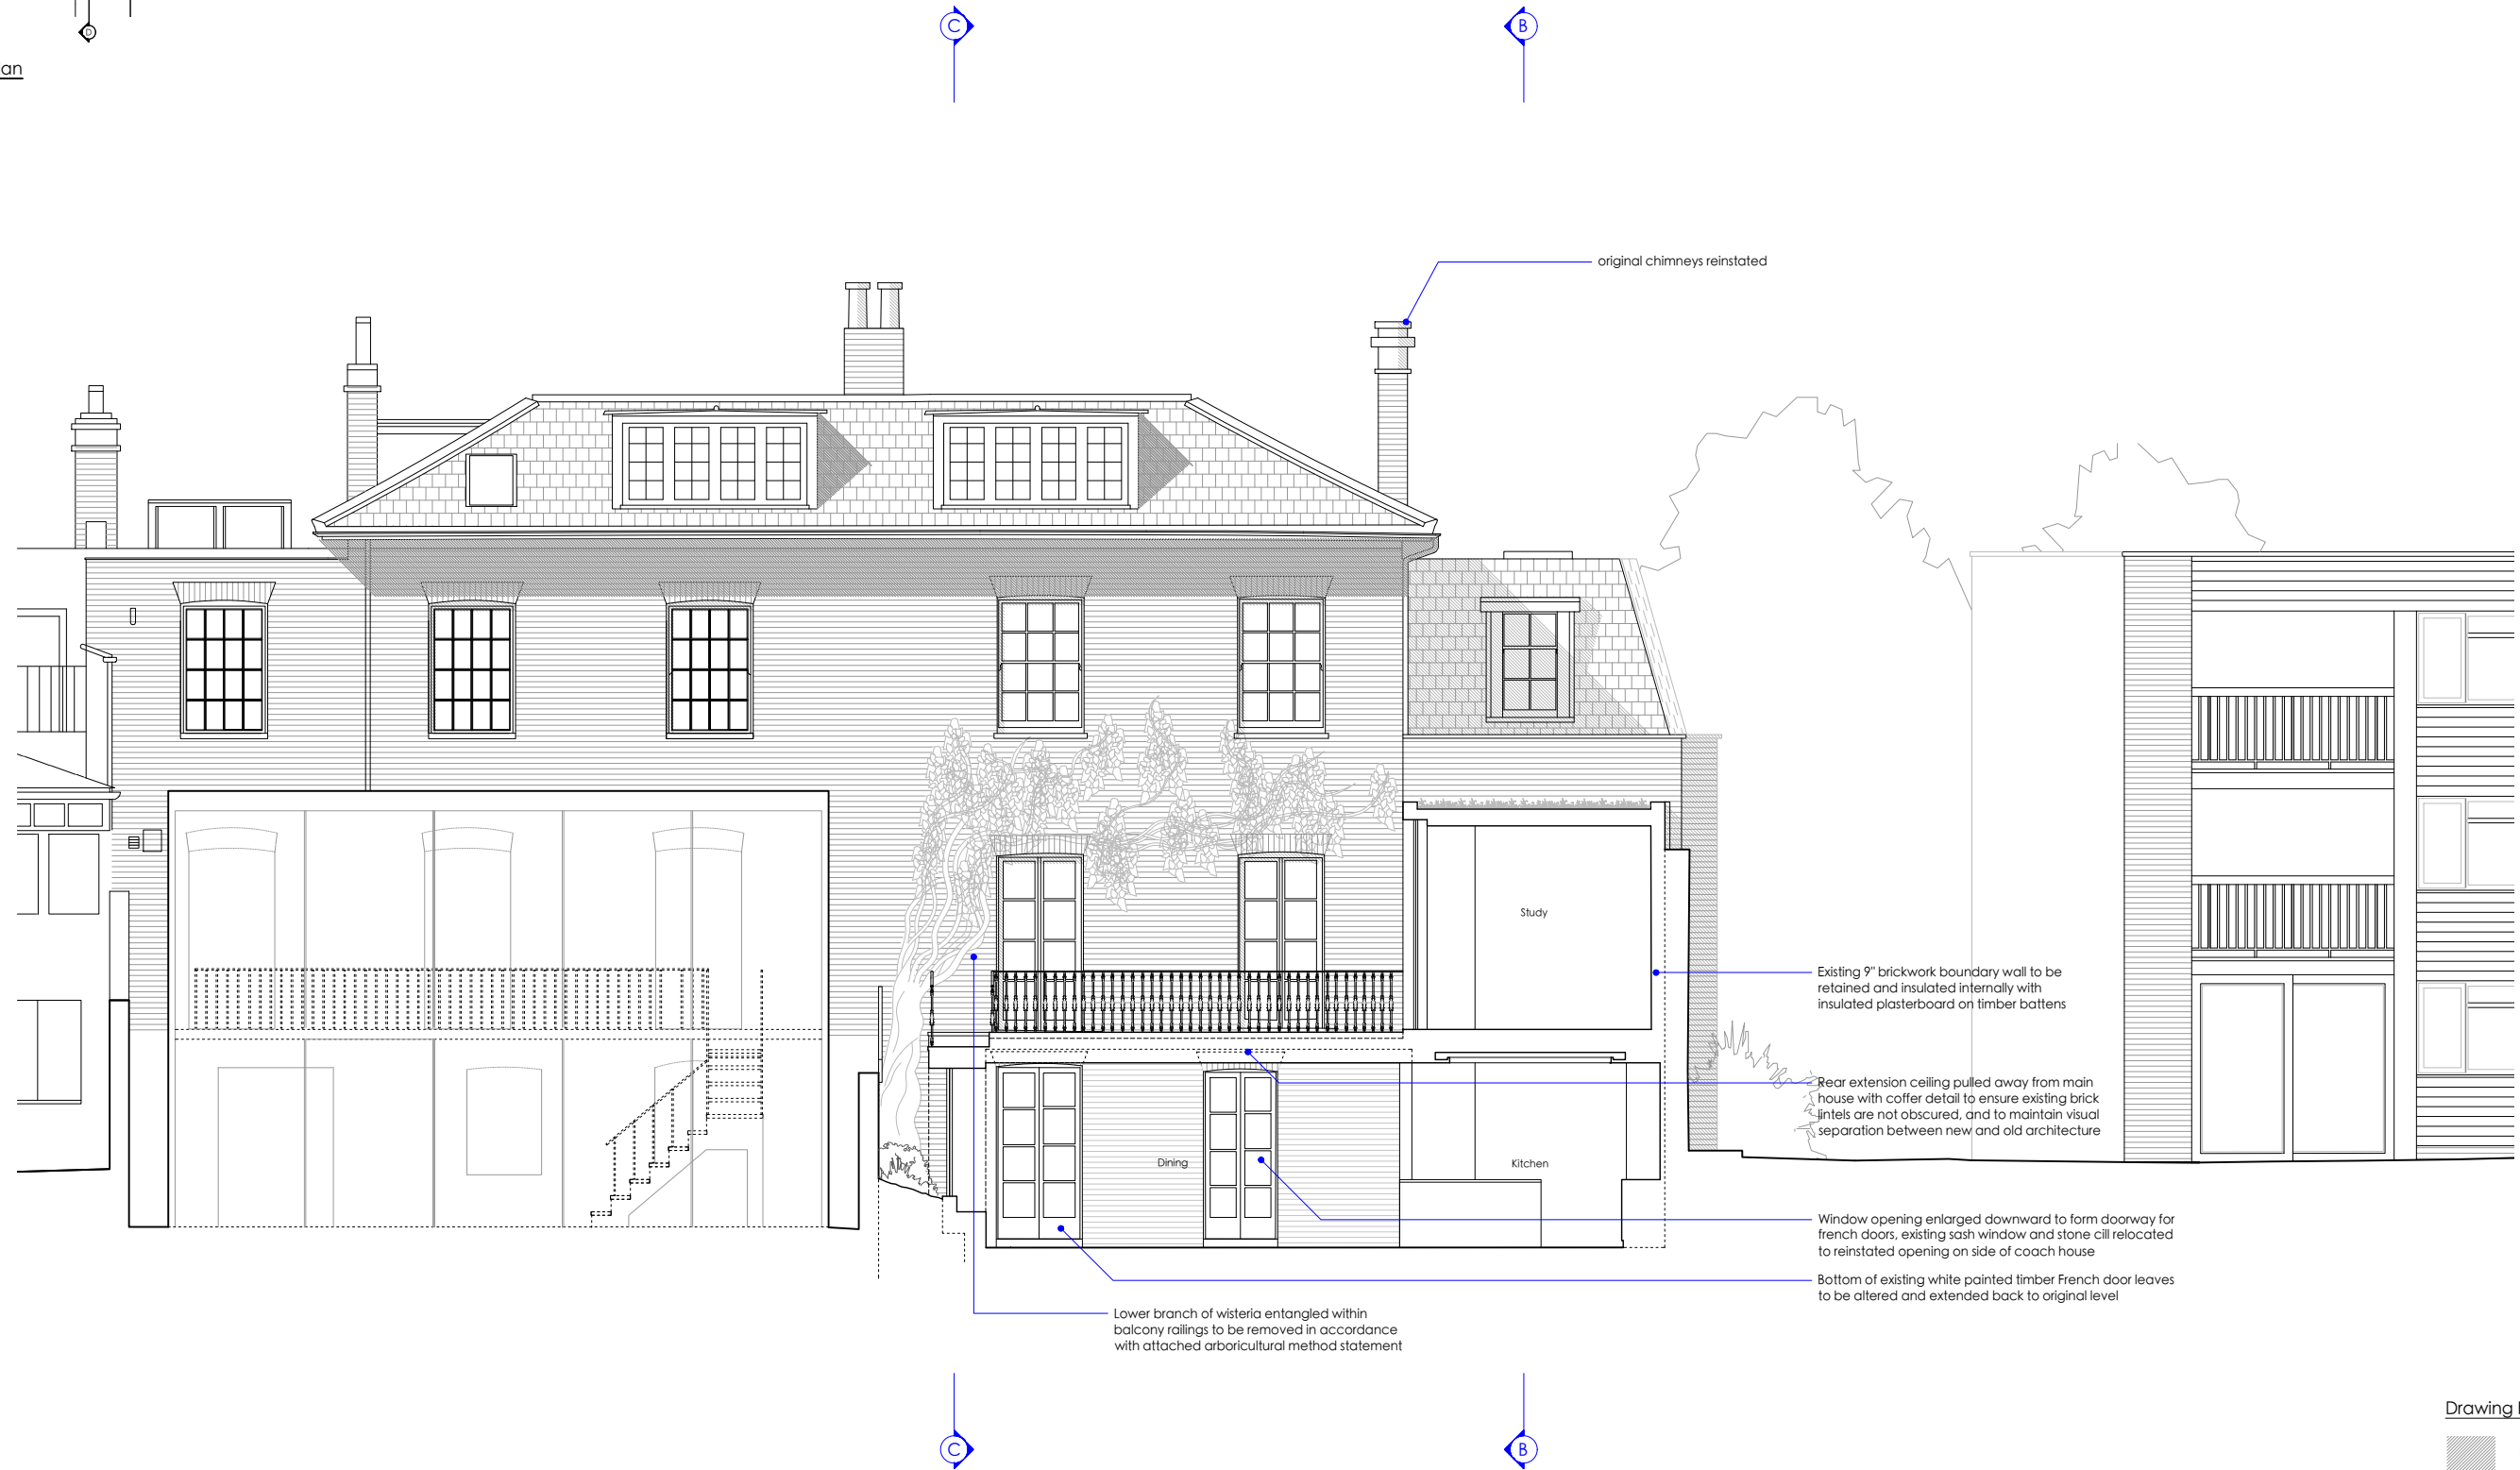 D
C
B
an
original chimneys reinstated
Study
Existing 9" brickwork boundary wall to be
retained and insulated internally with
insulated plasterboard on timber battens
Rear extension ceiling pulled away from main
house with coffer detail to ensure existing brick
lintels are not obscured, and to maintain visual
separation between new and old architecture
Dining
Kitchen
Window opening enlarged downward to form doorway for
french doors, existing sash window and stone cill relocated
to reinstated opening on side of coach house
Bottom of existing white painted timber French door leaves
to be altered and extended back to original level
Lower branch of wisteria entangled within
balcony railings to be removed in accordance
with attached arboricultural method statement
Drawing
C
B